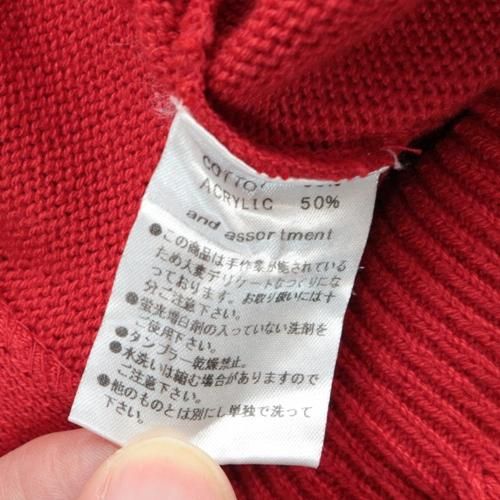 COTTON 50%
ACRYLIC 50%
and assortment
●この商品は手作業が施されている
ため大変デリケートなつくりにな
っております。お取り扱いには十
分ご注意下さい。
●蛍光増白剤の入っていない洗剤を
ご使用下さい。
●タンブラー乾燥禁止。
●水洗いは縮む場合がありますので
ご注意下さい。
●他のものとは別にし単独で洗って
下さい。